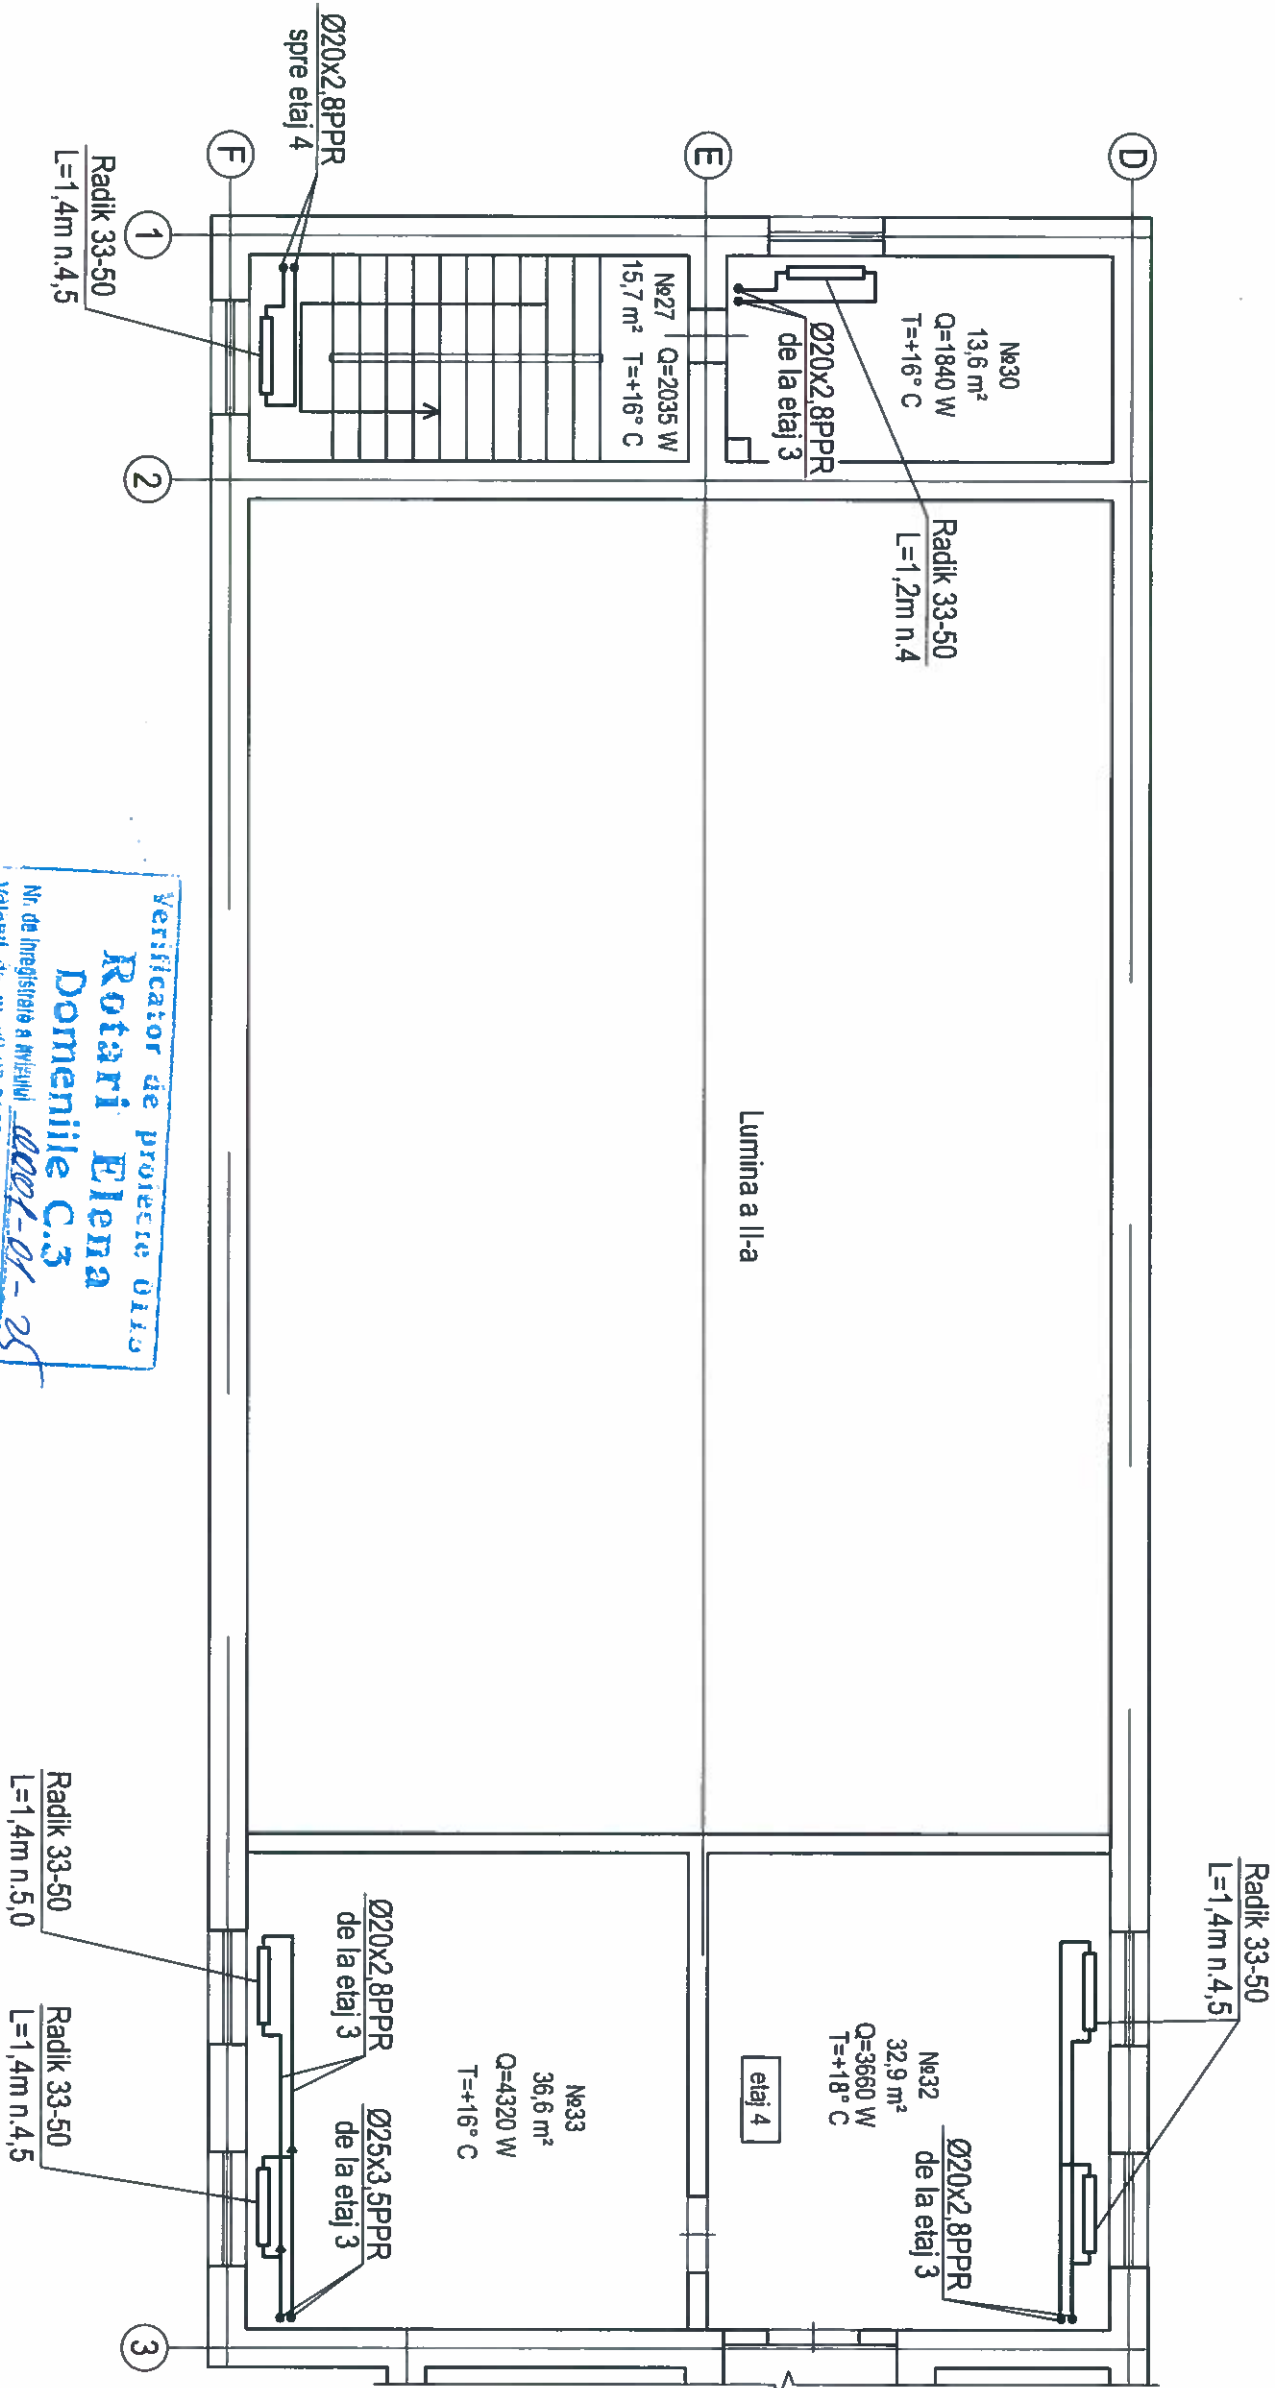 Radik 33-50
L=1,4m n.4,5
D
№30
13,6 m²
Q=1840 W
T=+16° C
Radik 33-50
L=1,2m n.4
Ø20x2,8PPR
de la etaj 3
№32
32,9 m²
Q=3660 W
T=+18° C
Ø20x2,8PPR
de la etaj 3
etaj 4
E
Lumina a II-a
№27 Q=2035 W
15,7 m² T=+16° C
№33
36,6 m²
Q=4320 W
T=+16° C
Ø20x2,8PPR
spre etaj 4
Ø20x2,8PPR
de la etaj 3
Ø25x3,5PPR
de la etaj 3
F
1
2
3
Radik 33-50
L=1,4m n.4,5
Radik 33-50
L=1,4m n.5,0
Radik 33-50
L=1,4m n.4,5
Verificator de proiecte
Rotari Elena
Domeniile C.3
Nr. de înregistrare a avizului